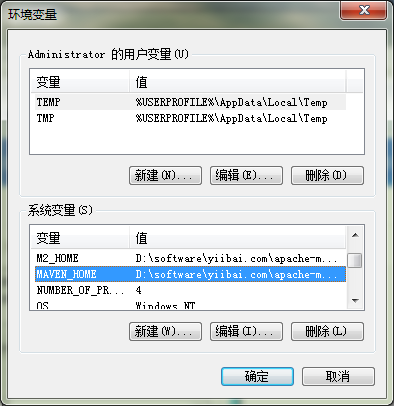 环境变量
Administrator 的用户变量(U)
变量 值
TEMP %USERPROFILE%\AppData\Local\Temp
TMP %USERPROFILE%\AppData\Local\Temp
新建(N)... 编辑(E)... 删除(D)
系统变量(S)
变量 值
M2_HOME D:\software\yiibai.com\apache-m...
MAVEN_HOME D:\software\yiibai.com\apache-m...
NUMBER_OF_PR... 4
OS Windows_NT
新建(W)... 编辑(I)... 删除(L)
确定 取消